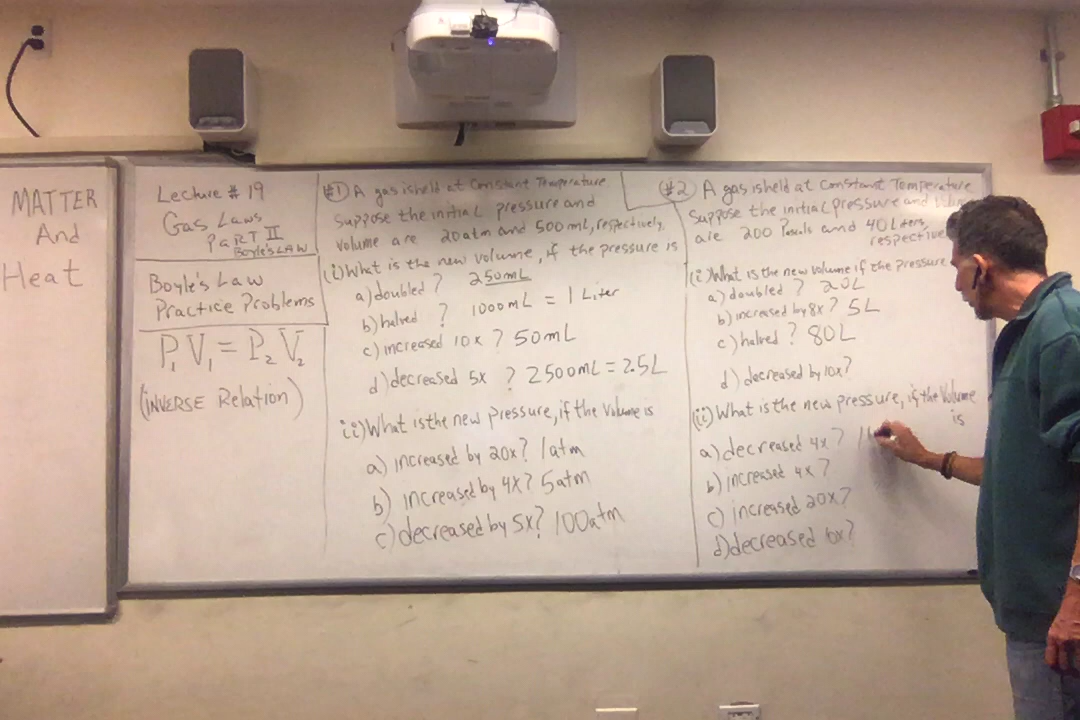 MATTER
And
Heat
Lecture # 19
Gas Laws
PaRT II
Boyle's LAW
Boyle's Law
Practice Problems
P₁V₁ = P₂V₂
(INVERSE Relation)
#1) A gas is held at Constant Temperature
Suppose the initial pressure and
volume are 20atm and 500mL, respectively.
(i) What is the new volume, if the pressure is
a) doubled? 250mL
b) halved ? 1000mL = 1 Liter
c) increased 10x ? 50mL
d) decreased 5x ? 2500mL = 2.5L
ii) What is the new pressure, if the Volume is
a) increased by 20x? 1atm
b) increased by 4x? 5atm
c) decreased by 5x? 100atm
#2 A gas is held at Constant Temperature
Suppose the initial pressure and
are 200 Pascals and 40 Liters,
respective
(i) What is the new volume if the pressure
a) doubled ? 20L
b) increased by 8x? 5L
c) halved ? 80L
d) decreased by 10x?
(ii) What is the new pressure, if the Volume
is
a) decreased 4x?
b) increased 4x?
c) increased 20x?
d) decreased 10x?